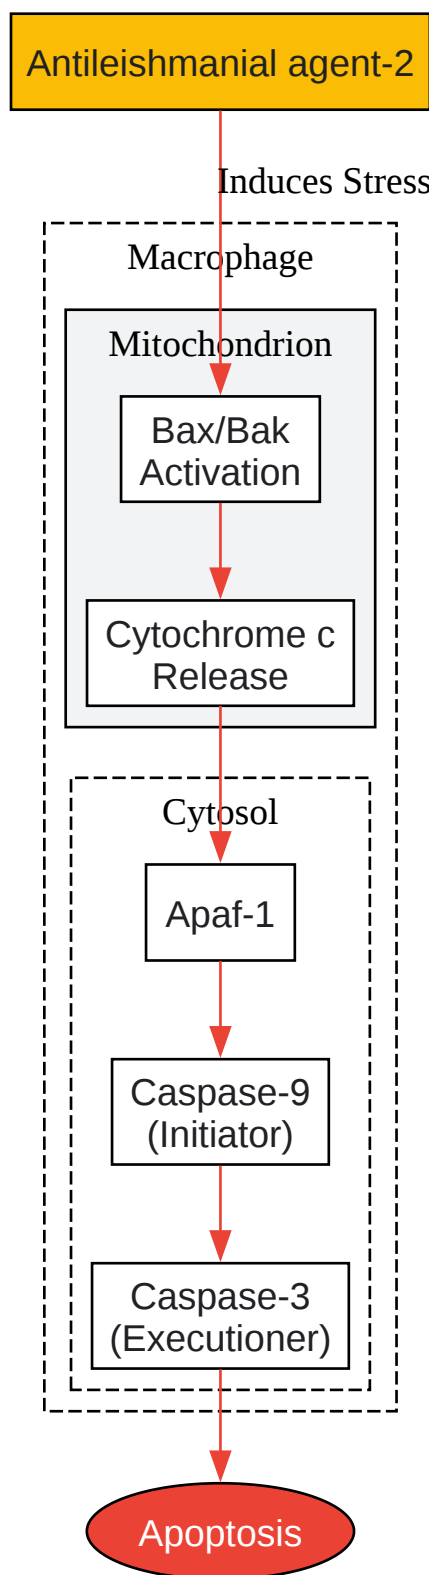 Antileishmanial agent-2
Induces Stress
Macrophage
Mitochondrion
Bax/Bak
Activation
Cytochrome c
Release
Cytosol
Apaf-1
Caspase-9
(Initiator)
Caspase-3
(Executioner)
Apoptosis